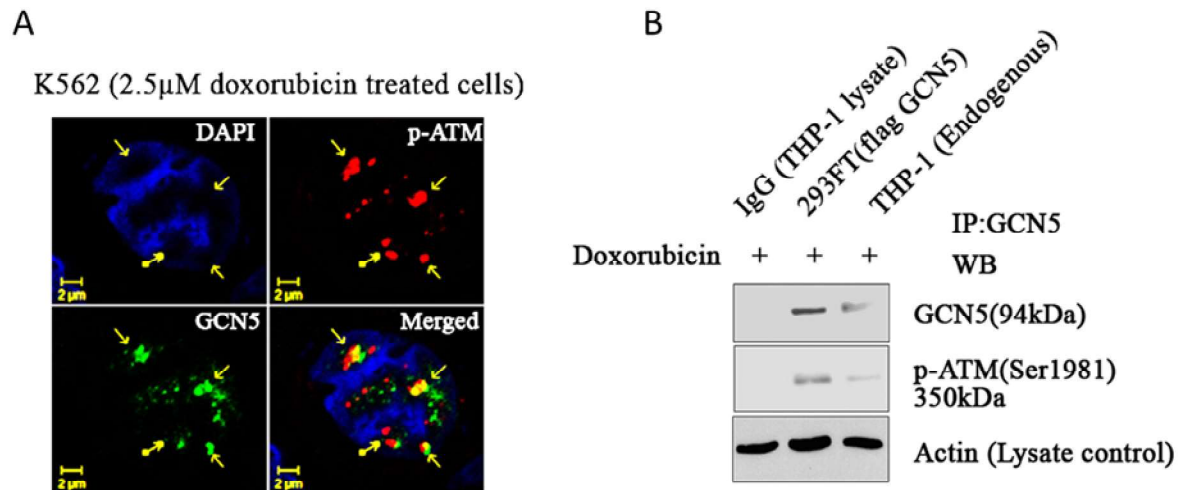 A
K562 (2.5μM doxorubicin treated cells)
DAPI
p-ATM
2 μm
2 μm
GCN5
Merged
2 μm
2 μm
B
IgG (THP-1 lysate)
293FT(flag GCN5)
THP-1 (Endogenous)
IP:GCN5
Doxorubicin + + + WB
GCN5(94kDa)
p-ATM(Ser1981)
350kDa
Actin (Lysate control)